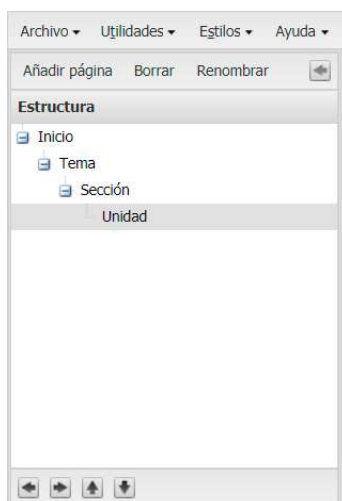 Archivo Utilidades Estilos Ayuda
Añadir página Borrar Renombrar
Estructura
Inicio
Tema
Sección
Unidad